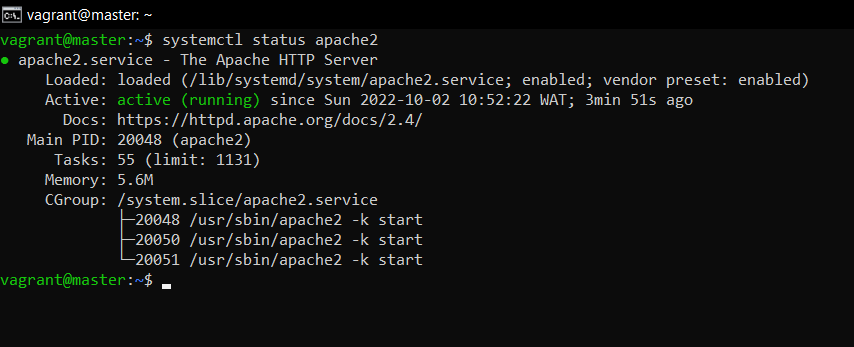 vagrant@master: ~
vagrant@master:~$ systemctl status apache2
● apache2.service - The Apache HTTP Server
     Loaded: loaded (/lib/systemd/system/apache2.service; enabled; vendor preset: enabled)
     Active: active (running) since Sun 2022-10-02 10:52:22 WAT; 3min 51s ago
       Docs: https://httpd.apache.org/docs/2.4/
   Main PID: 20048 (apache2)
      Tasks: 55 (limit: 1131)
     Memory: 5.6M
     CGroup: /system.slice/apache2.service
             ├─20048 /usr/sbin/apache2 -k start
             ├─20050 /usr/sbin/apache2 -k start
             └─20051 /usr/sbin/apache2 -k start
vagrant@master:~$